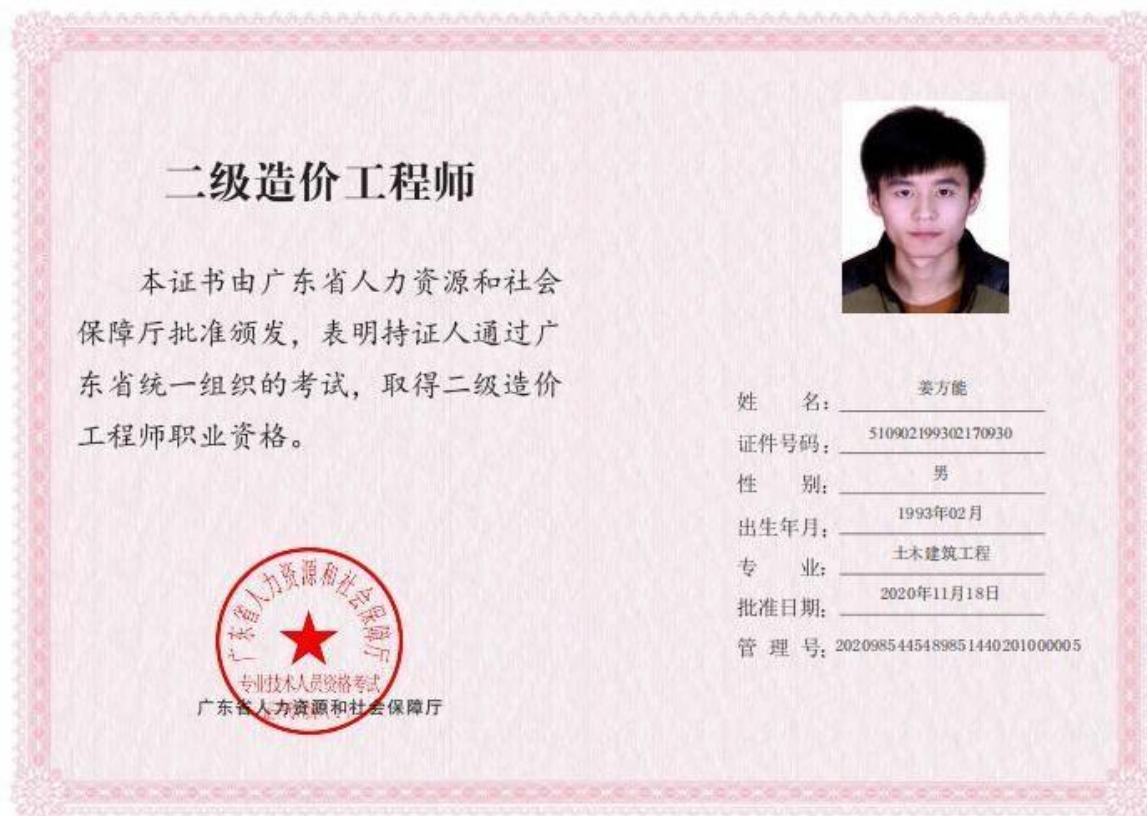 二级造价工程师
本证书由广东省人力资源和社会
保障厅批准颁发，表明持证人通过广
东省统一组织的考试，取得二级造价
工程师职业资格。
广东省人力资源和社会保障厅
专业技术人员资格考试
广东省人力资源和社会保障厅
姓 名：姜方能
证件号码：510902199302170930
性 别：男
出生年月：1993年02月
专 业：土木建筑工程
批准日期：2020年11月18日
管 理 号：20209854454898514402010000​05